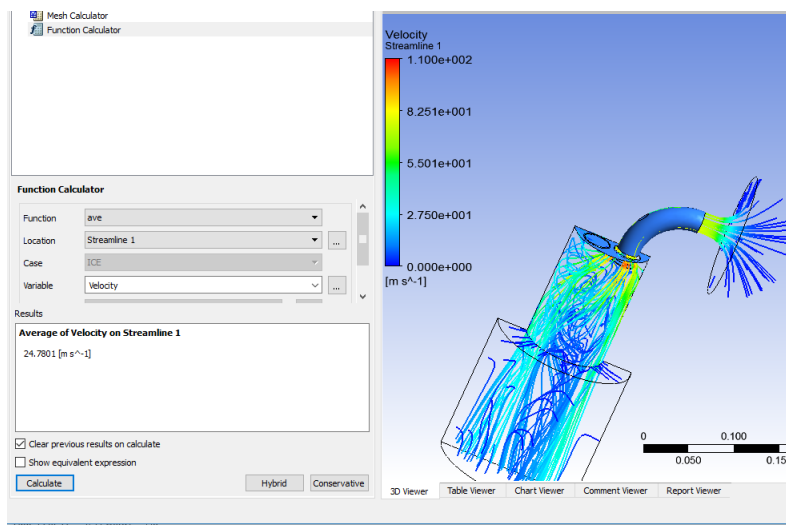 Mesh Calculator
Function Calculator
Function Calculator
Function ave
Location Streamline 1 ...
Case ICE
Variable Velocity ...
Results
Average of Velocity on Streamline 1
24.7801 [m s^-1]
Clear previous results on calculate
Show equivalent expression
Calculate Hybrid Conservative
Velocity
Streamline 1
1.100e+002
8.251e+001
5.501e+001
2.750e+001
0.000e+000
[m s^-1]
0 0.100
0.050 0.15
3D Viewer Table Viewer Chart Viewer Comment Viewer Report Viewer